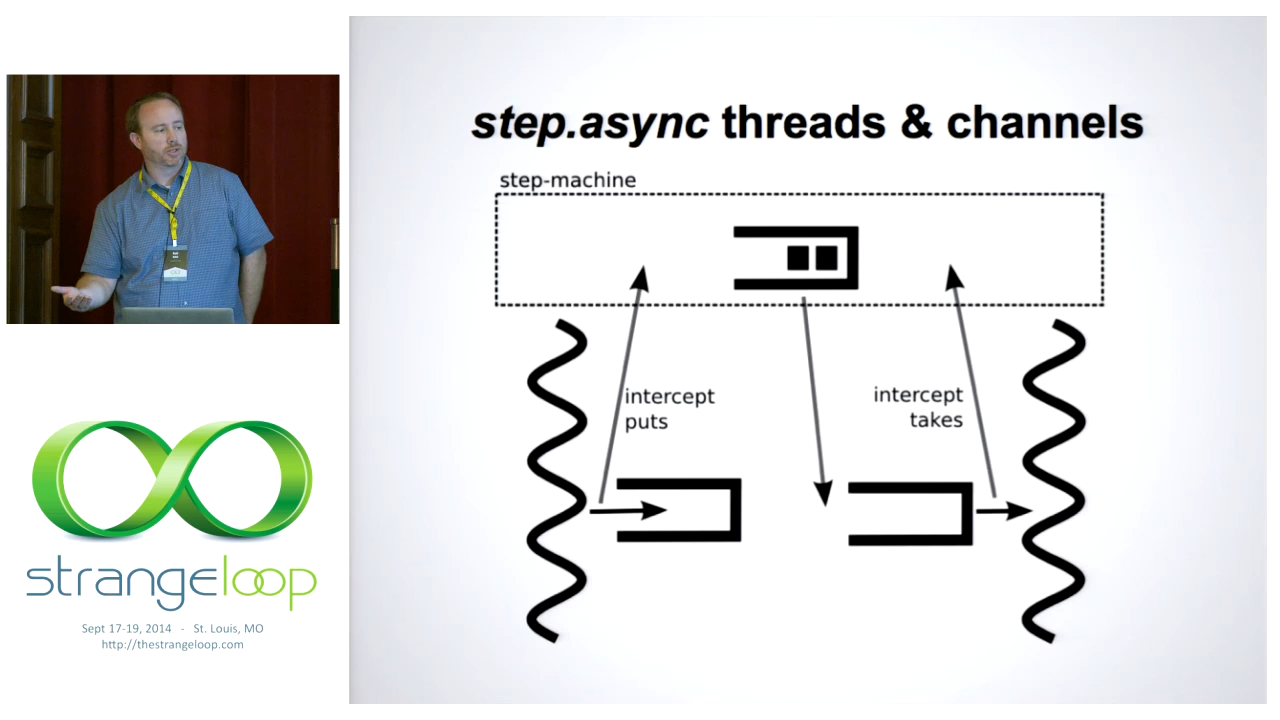 step.async threads & channels
step-machine
intercept
puts
intercept
takes
strangeloop
Sept 17-19, 2014 - St. Louis, MO
http://thestrangeloop.com